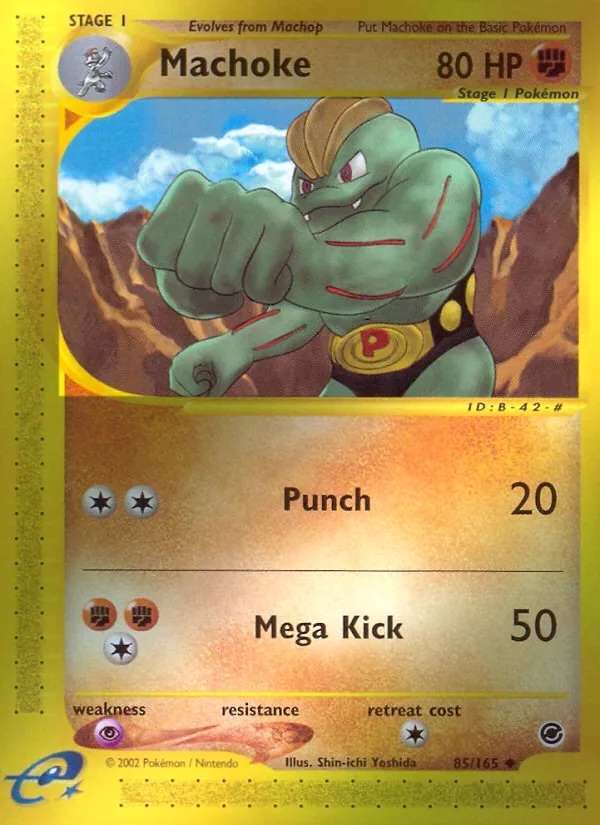 STAGE 1
Evolves from Machop
Put Machoke on the Basic Pokémon
Machoke
80 HP
Stage 1 Pokémon
P
ID:B-42-#
Punch 20
Mega Kick 50
weakness resistance retreat cost
© 2002 Pokémon / Nintendo
Illus. Shin-ichi Yoshida
85/165
e